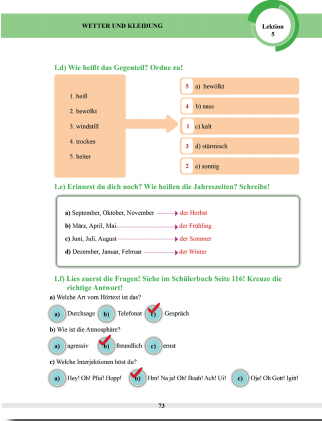 WETTER UND KLEIDUNG
Lektion
5
1.d) Wie heißt das Gegenteil? Ordne zu!
1. heiß
2. bewölkt
3. windstill
4. trocken
5. heiter
5 a) bewölkt
4 b) nass
1 c) kalt
3 d) stürmisch
2 e) sonnig
1.e) Erinnest du dich noch? Wie heißen die Jahreszeiten? Schreibe!
a) September, Oktober, November der Herbst
b) März, April, Mai der Frühling
c) Juni, Juli, August der Sommer
d) Dezember, Januar, Februar der Winter
1.f) Lies zuerst die Fragen! Siehe im Schülerbuch Seite 116! Kreuze die
richtige Antwort!
a) Welche Art vom Hörtext ist das?
a) Durchsage b) Telefonat c) Gespräch
b) Wie ist die Atmosphäre?
a) agressiv b) freundlich c) ernst
c) Welche Interjektionen höst du?
a) Hey! Oh! Pfui! Hopp! b) Hm! Na ja! Oh! Boah! Ach! Ui! c) Oje! Oh Gott! Igitt!
73